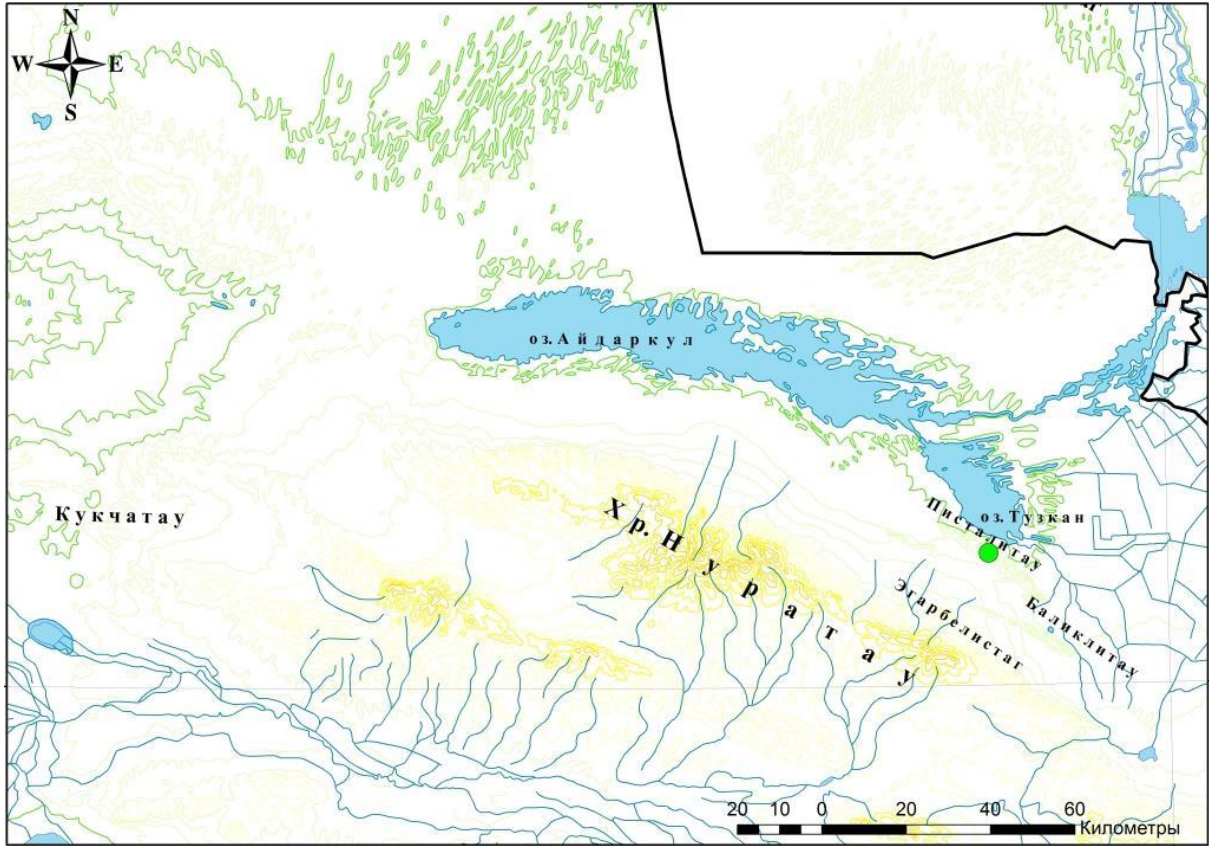 N
W E
S
оз. Айдаркул
Кукчатау
Хр. Нуратау
Писталитау
оз. Тузкан
Эгарбелистаг
Баликлитау
20 10 0 20 40 60
Километры